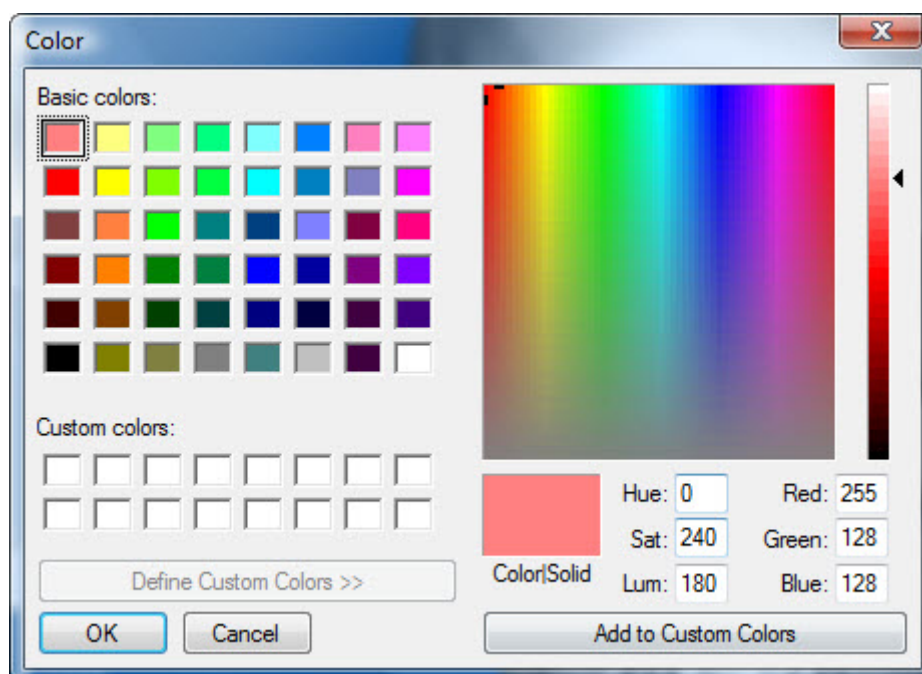 Color
Basic colors:
Custom colors:
Define Custom Colors >>
OK
Cancel
Color|Solid
Hue: 0
Sat: 240
Lum: 180
Red: 255
Green: 128
Blue: 128
Add to Custom Colors